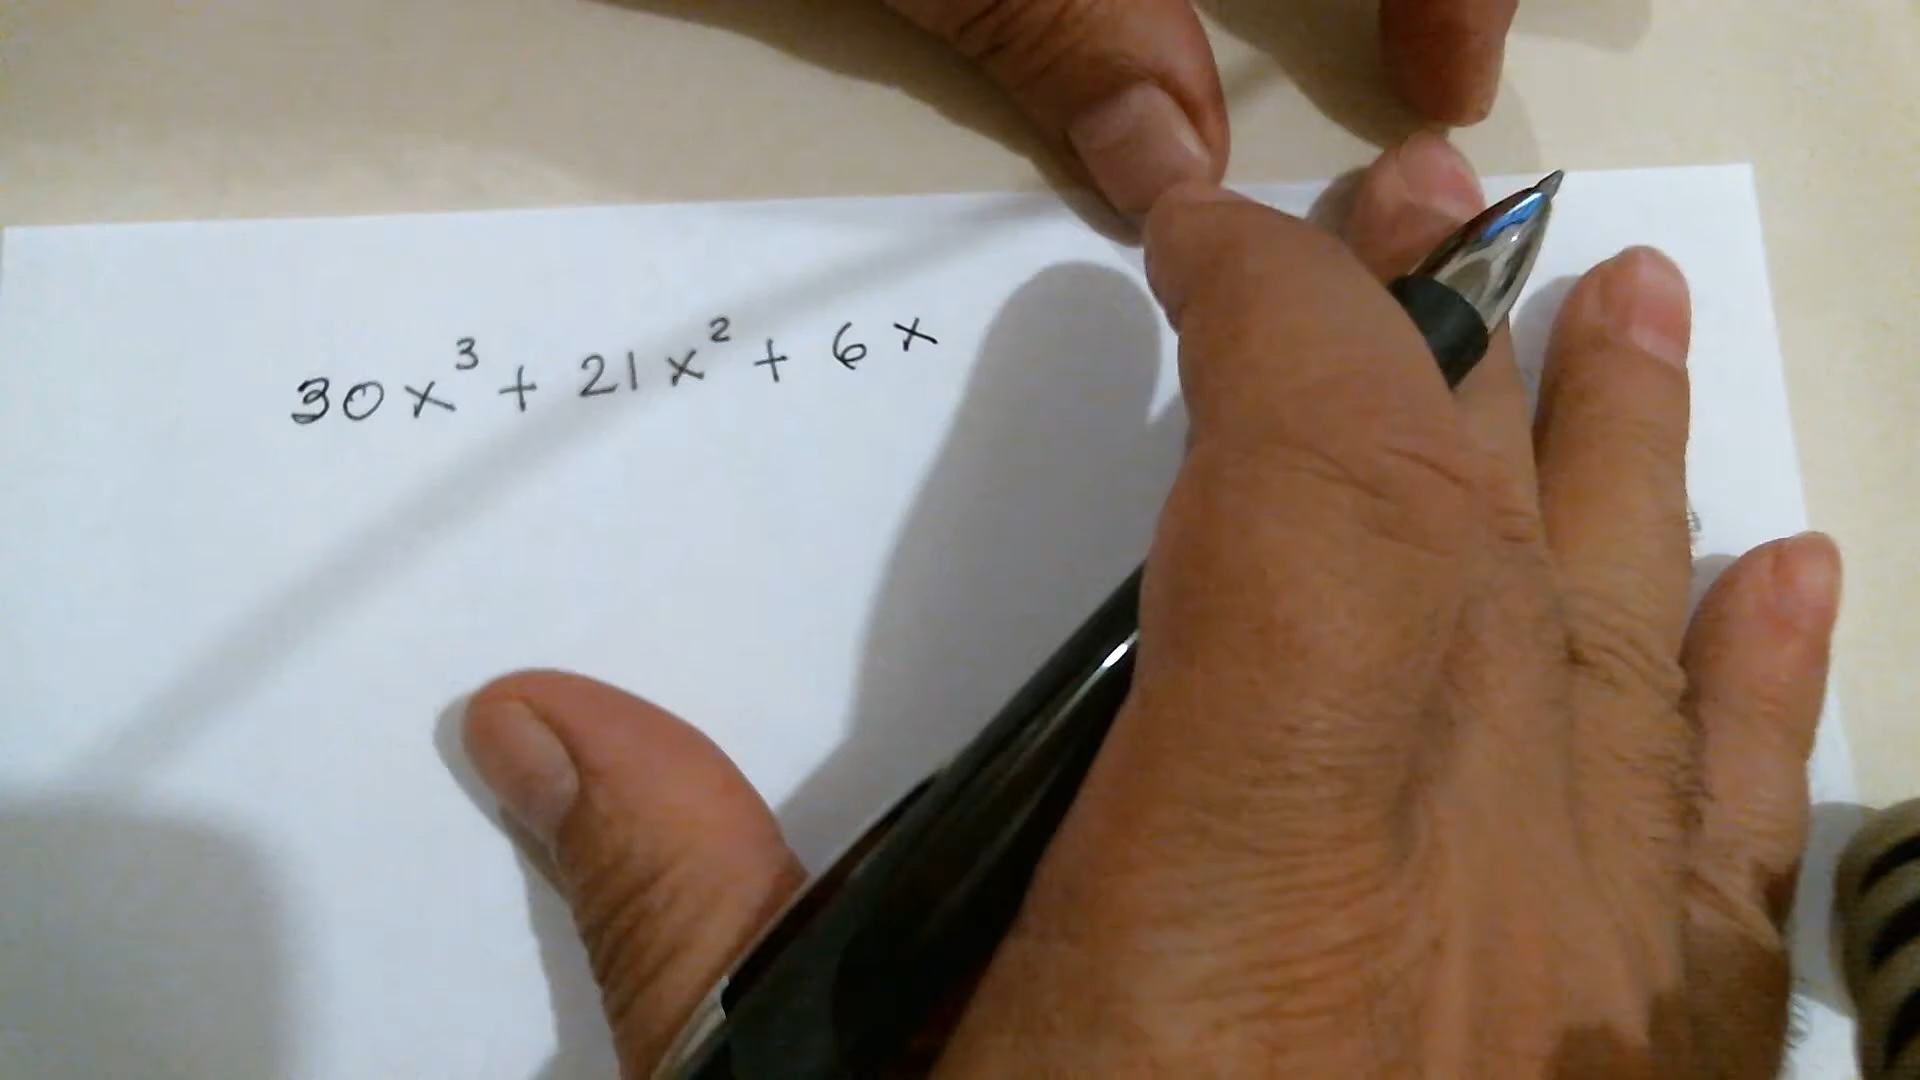 30x³ + 21x² + 6x